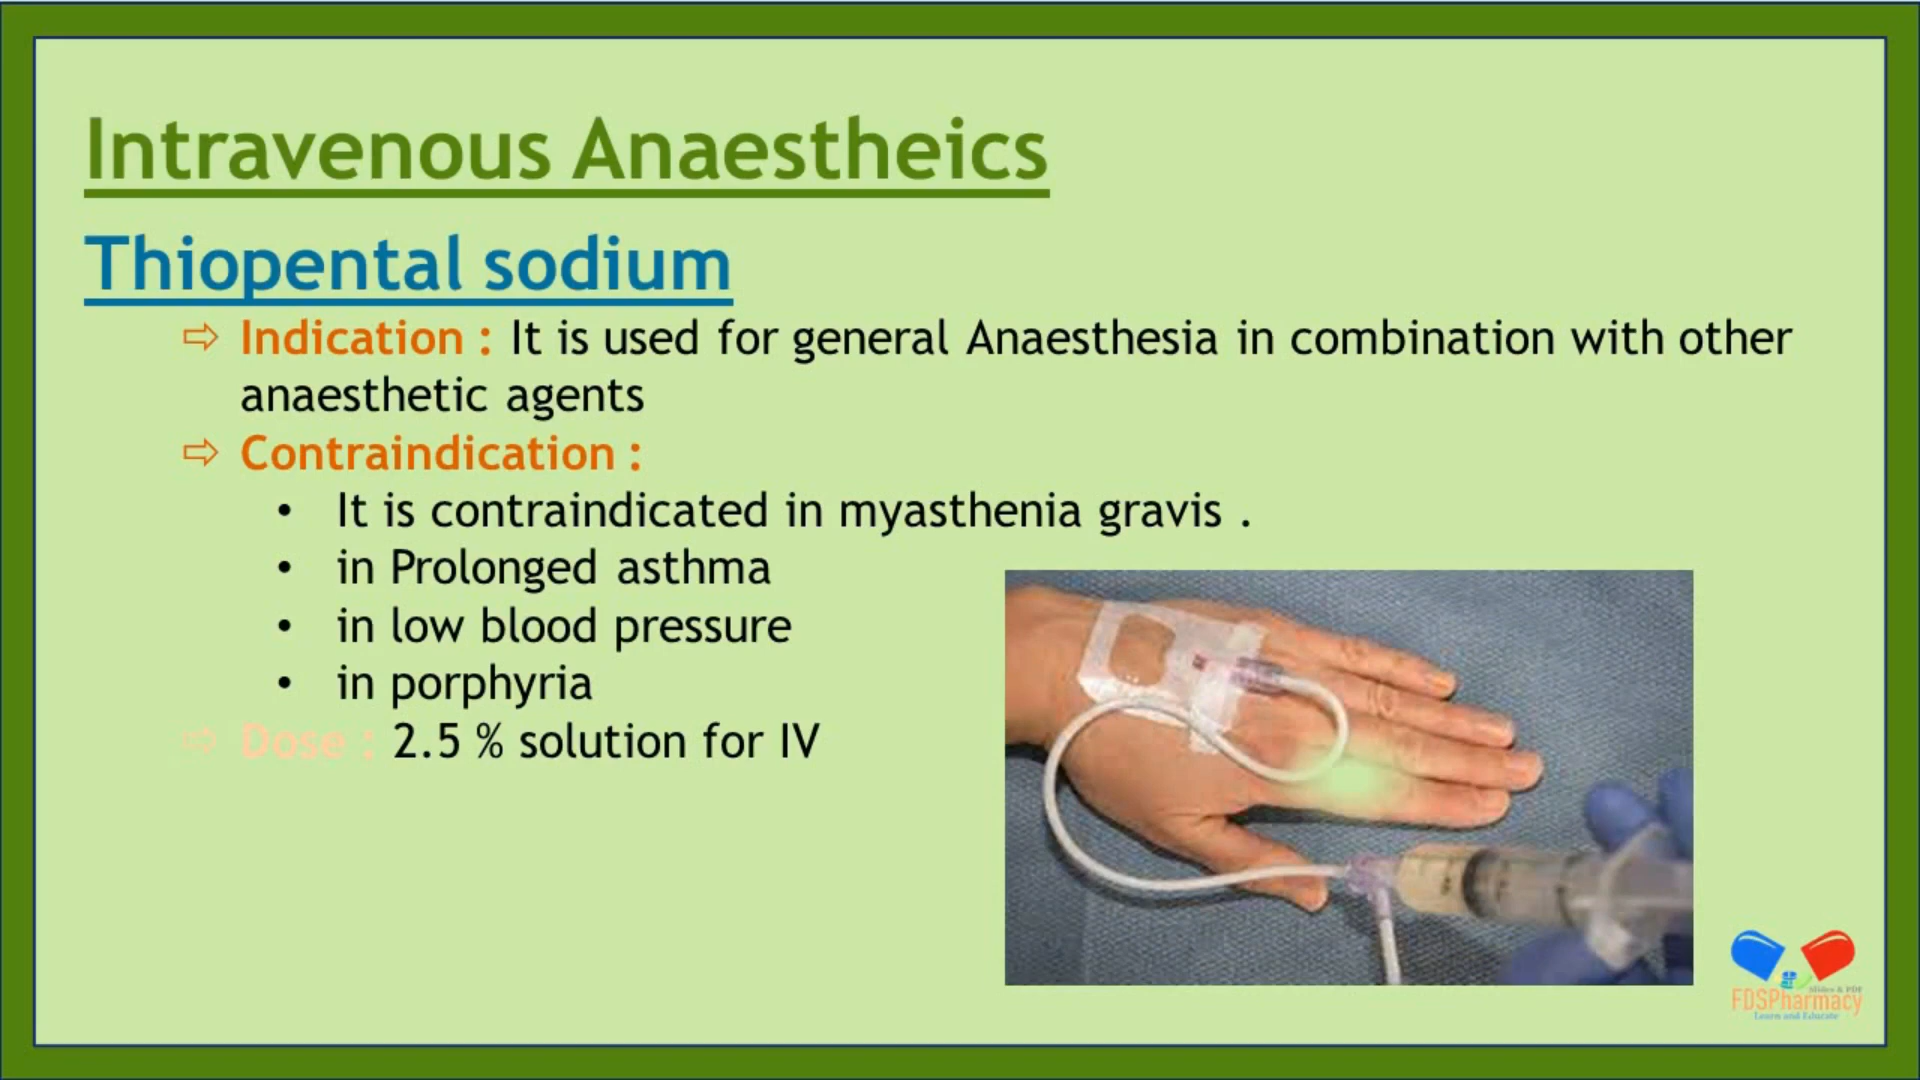 Intravenous Anaestheics
Thiopental sodium
⇨ Indication : It is used for general Anaesthesia in combination with other
anaesthetic agents
⇨ Contraindication :
• It is contraindicated in myasthenia gravis .
• in Prolonged asthma
• in low blood pressure
• in porphyria
⇨ Dose : 2.5 % solution for IV
Slides & PDF
FDSPharmacy
Learn and Educate